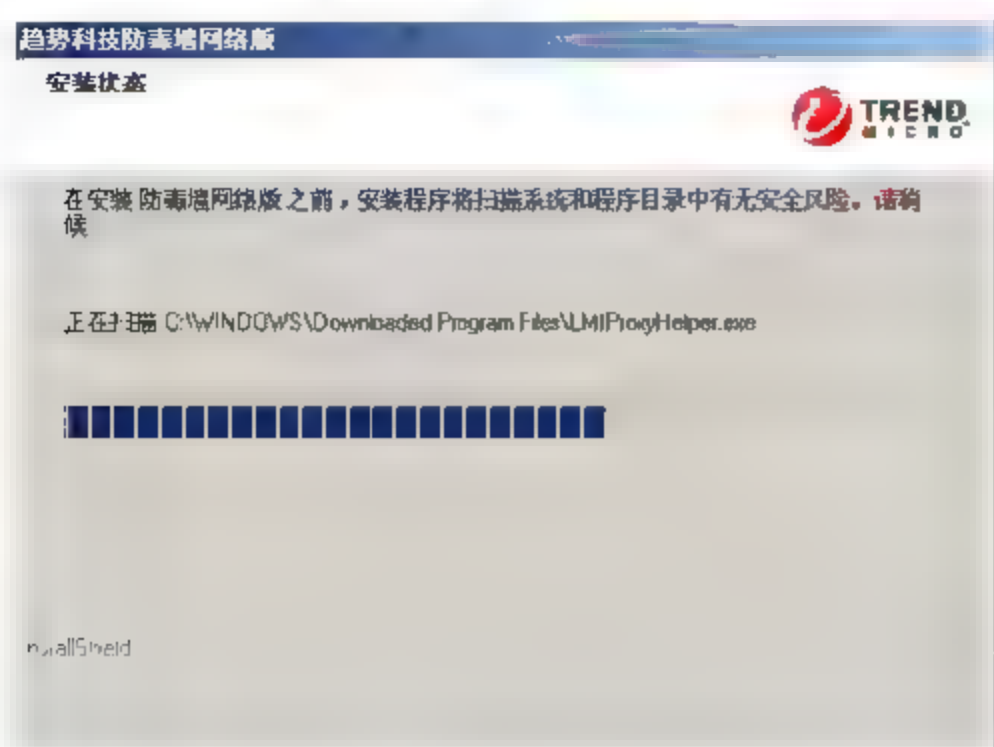 趋势科技防毒墙网络版
安装状态
TREND
MICRO
在安装 防毒墙网络版 之前，安装程序将扫描系统和程序目录中有无安全风险。请稍
候
正在扫描 C:\WINDOWS\Downloaded Program Files\LMIProxyHelper.exe
InstallShield